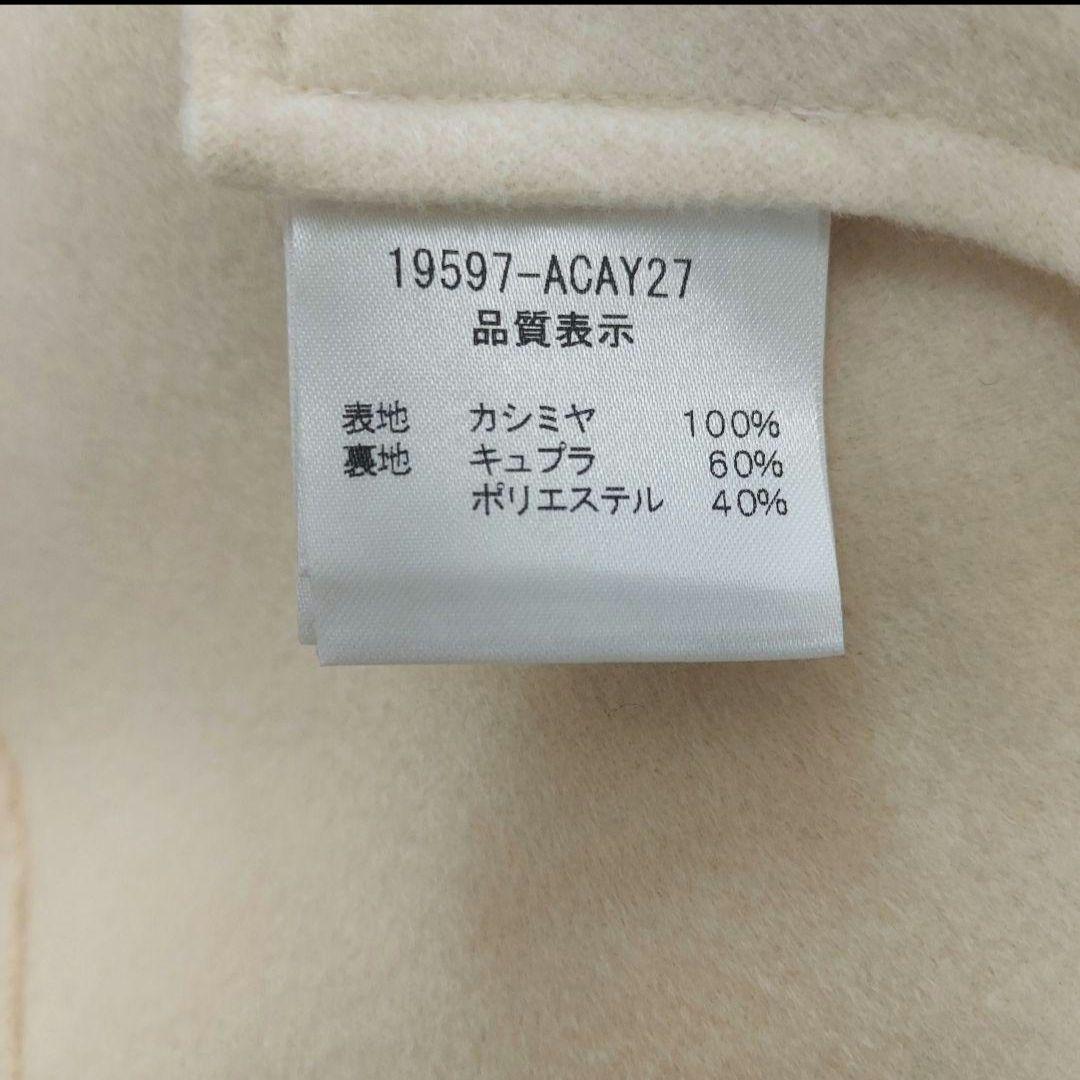 19597-ACAY27
品質表示
表地 カシミヤ 100%
裏地 キュプラ 60%
ポリエステル 40%